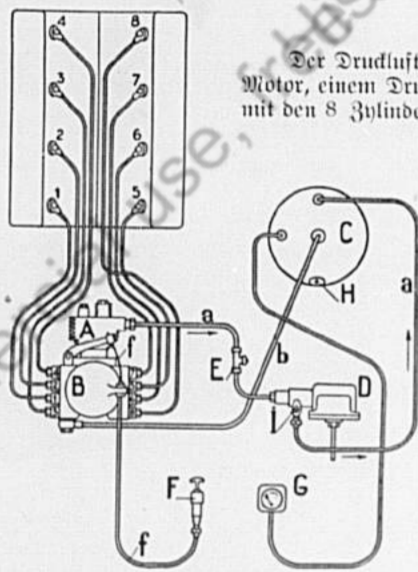 Der Druckluft
Motor, einem Dru
mit den 8 Zylinde
4 8
3 7
2 6
1 5
C
H
a
A
a
f
b
B
E
D
J
F
G
f